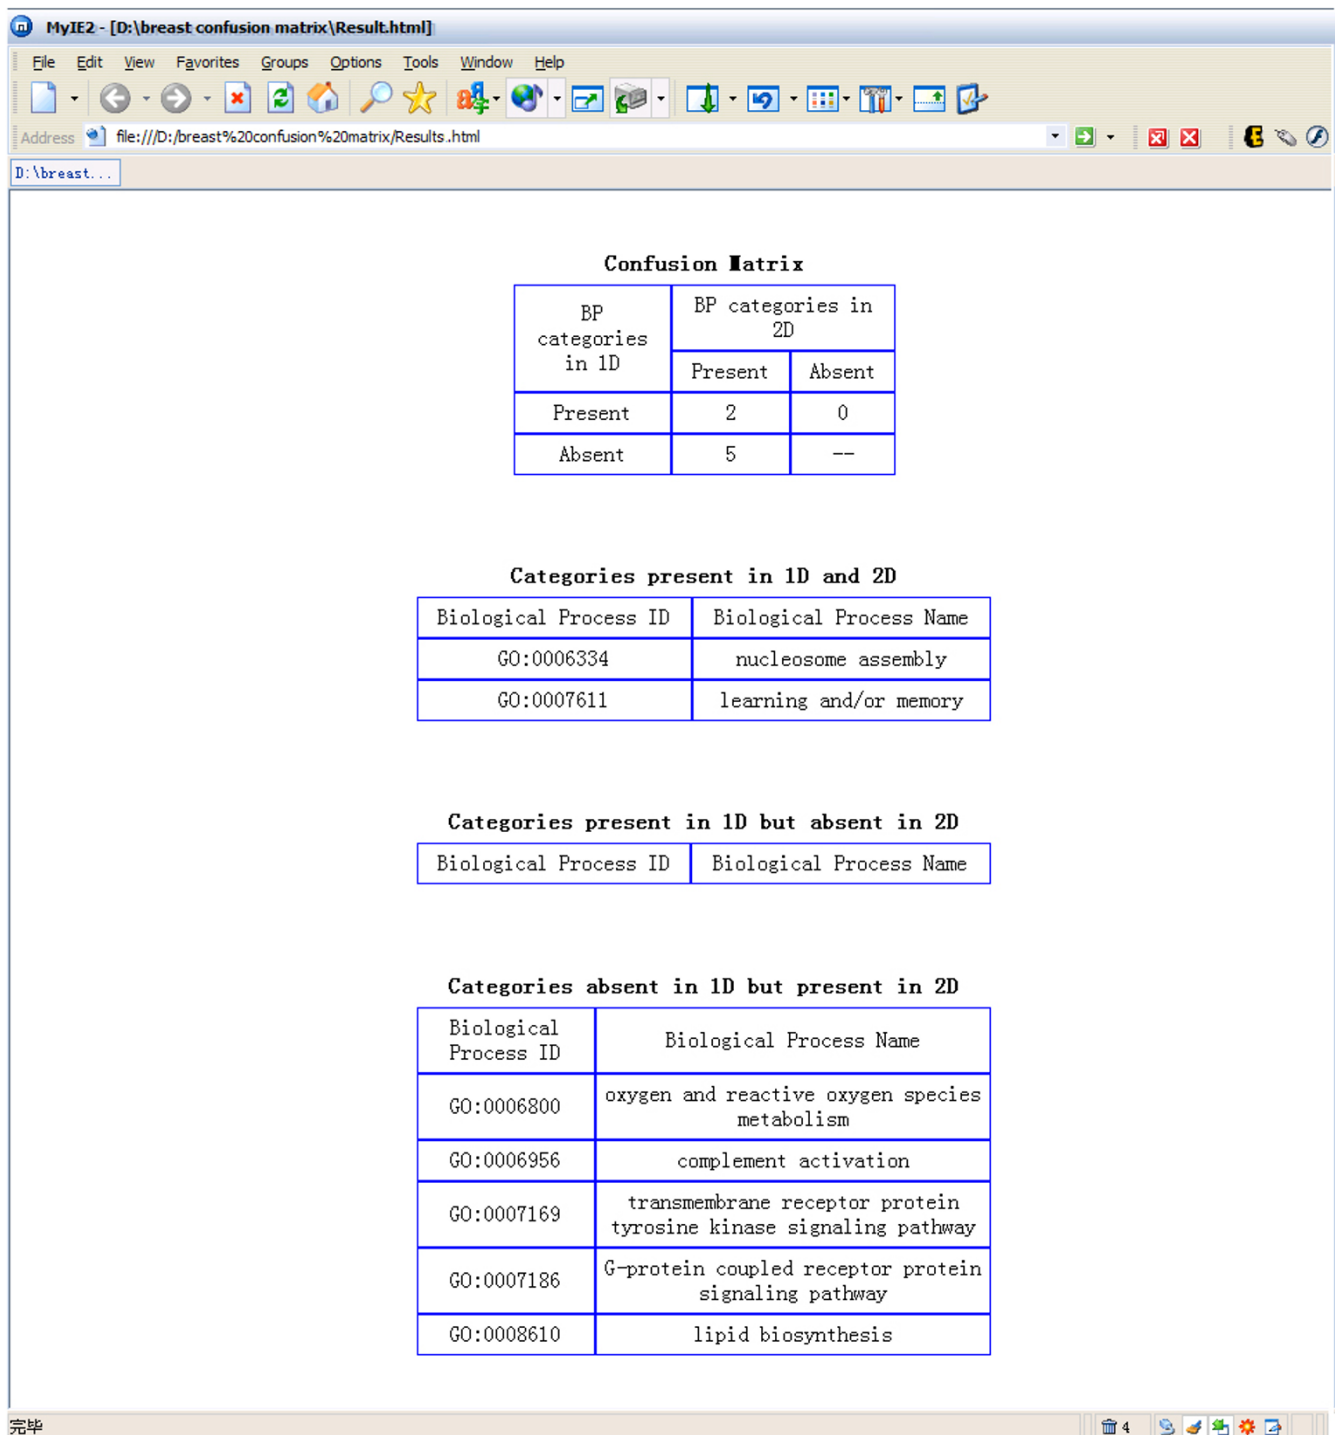 MyIE2 - [D:\breast confusion matrix\Result.html]
File Edit View Favorites Groups Options Tools Window Help
Address file:///D:/breast%20confusion%20matrix/Results.html
D:\breast...
Confusion Matrix
BP categories in 1D
BP categories in 2D
Present Absent
Present 2 0
Absent 5 --
Categories present in 1D and 2D
Biological Process ID Biological Process Name
GO:0006334 nucleosome assembly
GO:0007611 learning and/or memory
Categories present in 1D but absent in 2D
Biological Process ID Biological Process Name
Categories absent in 1D but present in 2D
Biological Process ID Biological Process Name
GO:0006800 oxygen and reactive oxygen species metabolism
GO:0006956 complement activation
GO:0007169 transmembrane receptor protein tyrosine kinase signaling pathway
GO:0007186 G-protein coupled receptor protein signaling pathway
GO:0008610 lipid biosynthesis
完毕 4